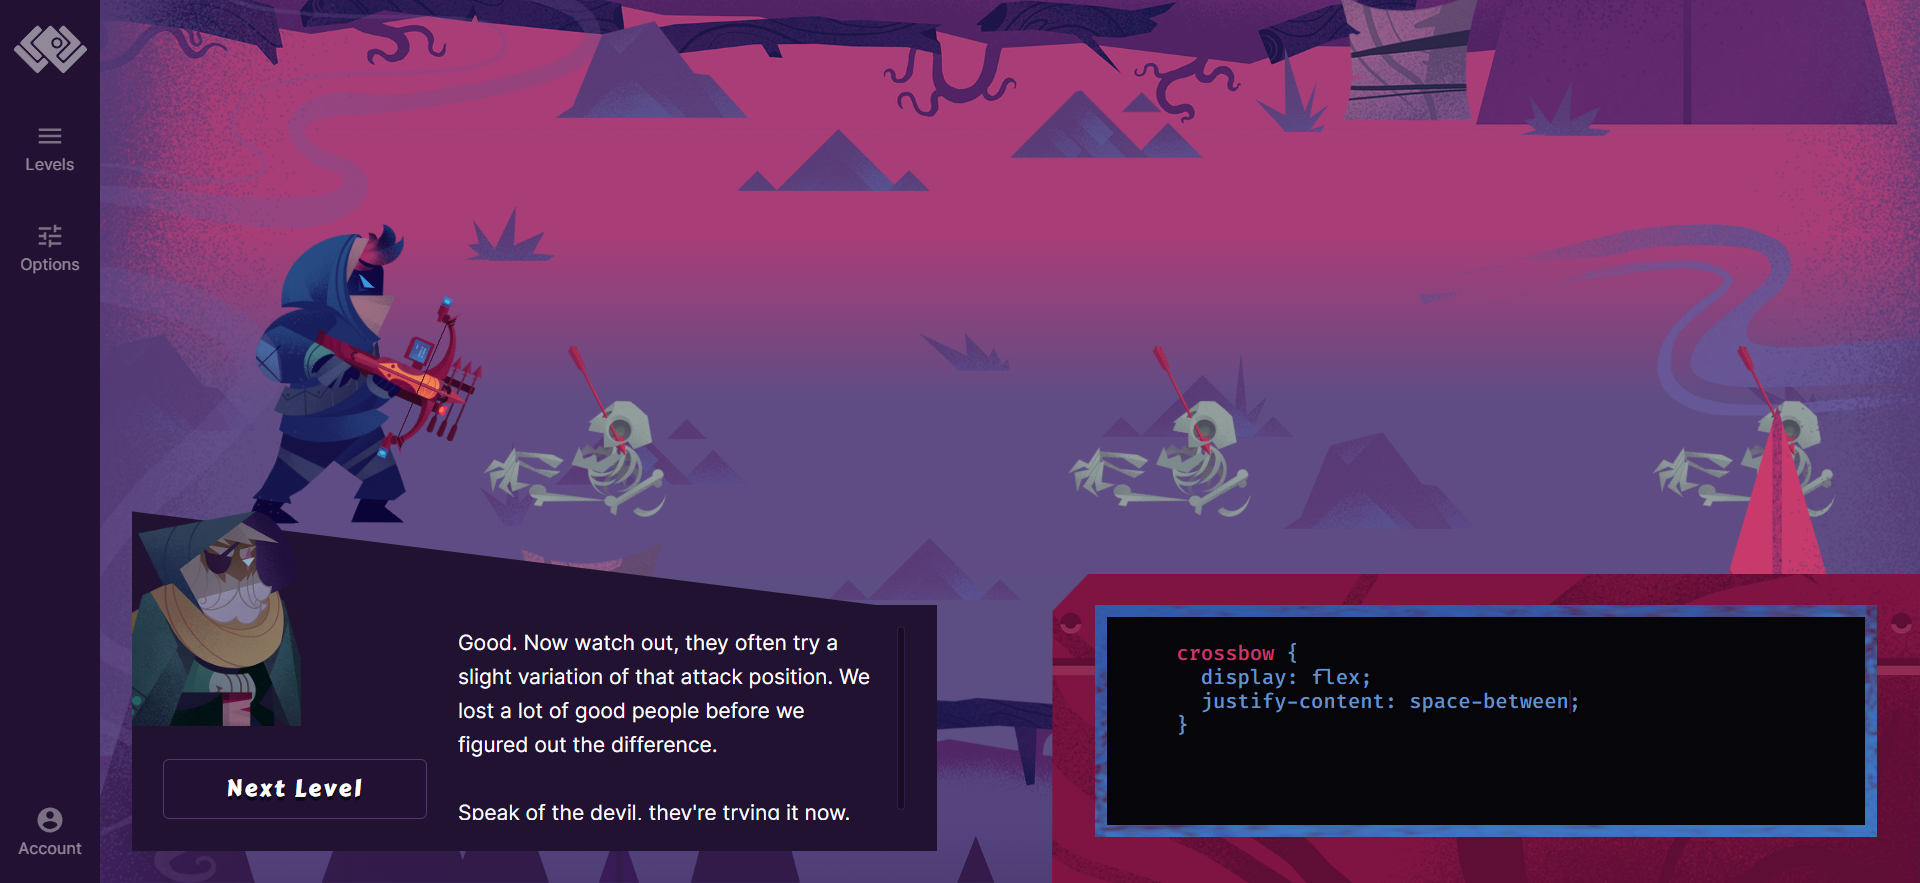 Levels
Options
Account
Good. Now watch out, they often try a
slight variation of that attack position. We
lost a lot of good people before we
figured out the difference.
Speak of the devil, they're trying it now.
Next Level
crossbow {
  display: flex;
  justify-content: space-between;
}